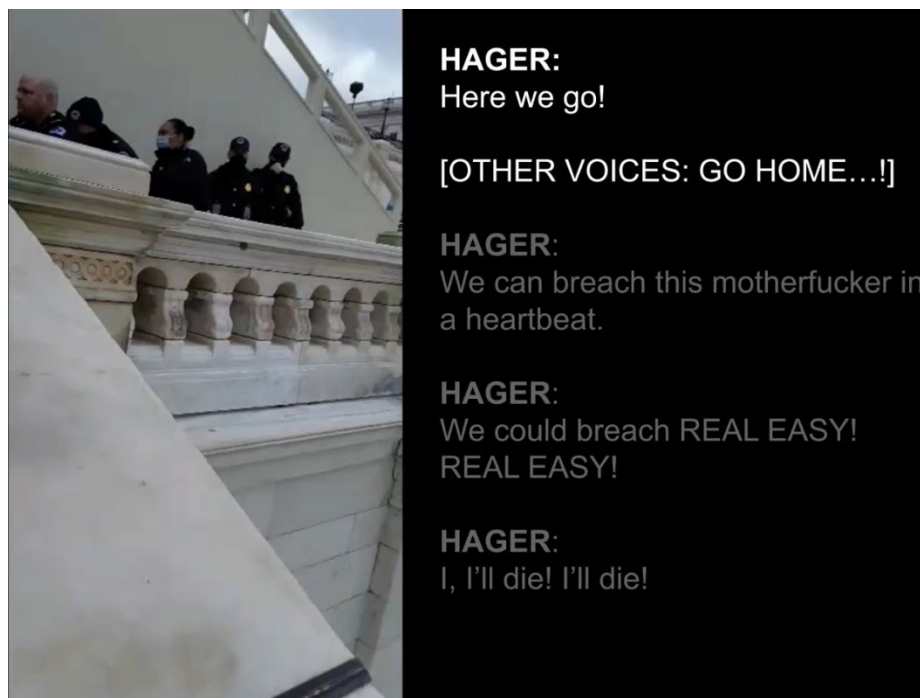 HAGER:
Here we go!
[OTHER VOICES: GO HOME…!]
HAGER:
We can breach this motherfucker in
a heartbeat.
HAGER:
We could breach REAL EASY!
REAL EASY!
HAGER:
I, I’ll die! I’ll die!